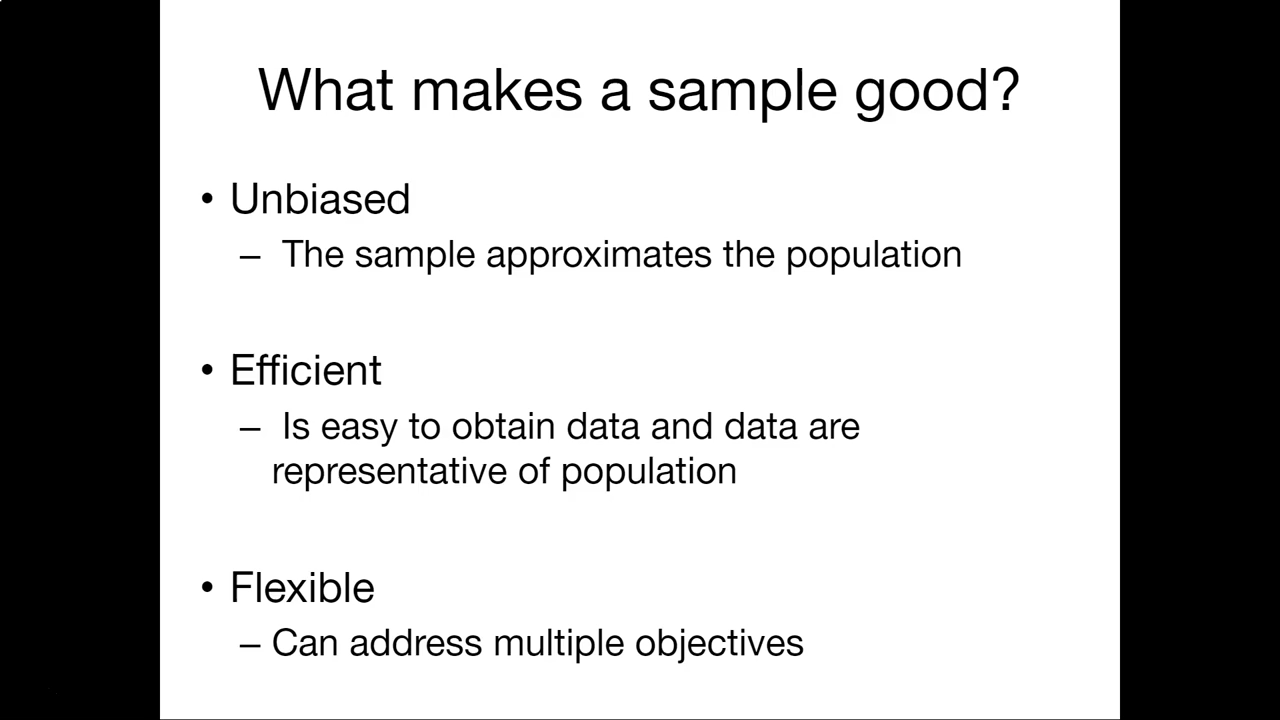 What makes a sample good?
• Unbiased
– The sample approximates the population
• Efficient
– Is easy to obtain data and data are
representative of population
• Flexible
– Can address multiple objectives